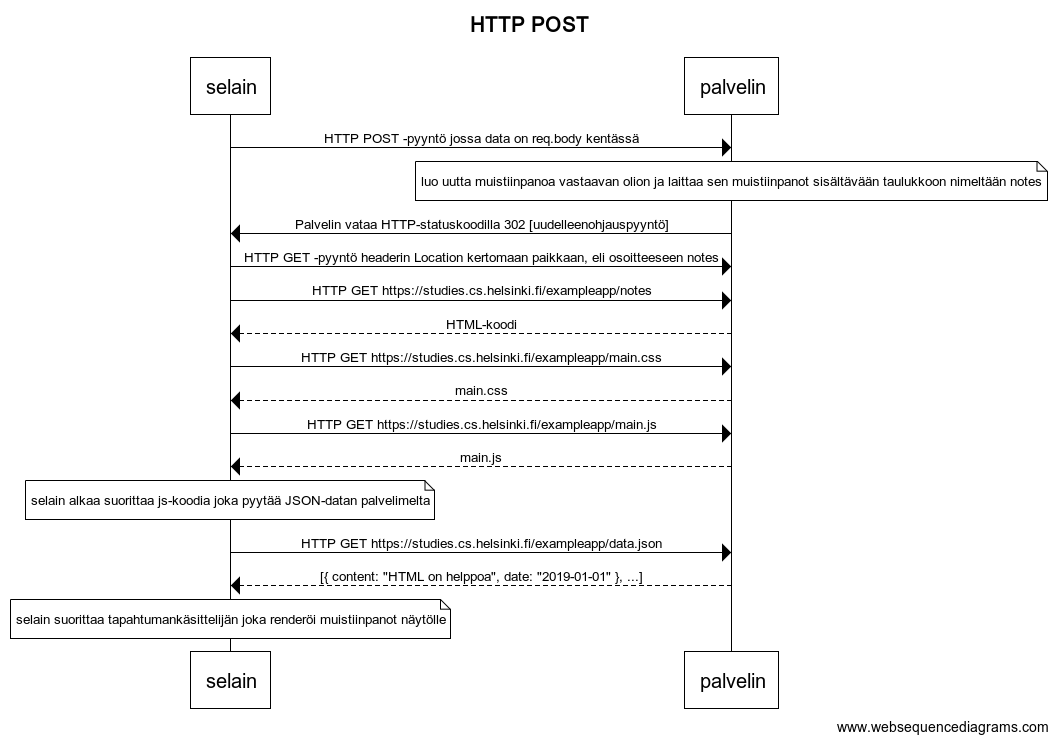 HTTP POST
selain
palvelin
HTTP POST -pyyntö jossa data on req.body kentässä
luo uutta muistiinpanoa vastaavan olion ja laittaa sen muistiinpanot sisältävään taulukkoon nimeltään notes
Palvelin vataa HTTP-statuskoodilla 302 [uudelleenohjauspyyntö]
HTTP GET -pyyntö headerin Location kertomaan paikkaan, eli osoitteeseen notes
HTTP GET https://studies.cs.helsinki.fi/exampleapp/notes
HTML-koodi
HTTP GET https://studies.cs.helsinki.fi/exampleapp/main.css
main.css
HTTP GET https://studies.cs.helsinki.fi/exampleapp/main.js
main.js
selain alkaa suorittaa js-koodia joka pyytää JSON-datan palvelimelta
HTTP GET https://studies.cs.helsinki.fi/exampleapp/data.json
[{ content: "HTML on helppoa", date: "2019-01-01" }, ...]
selain suorittaa tapahtumankäsittelijän joka renderöi muistiinpanot näytölle
selain
palvelin
www.websequencediagrams.com